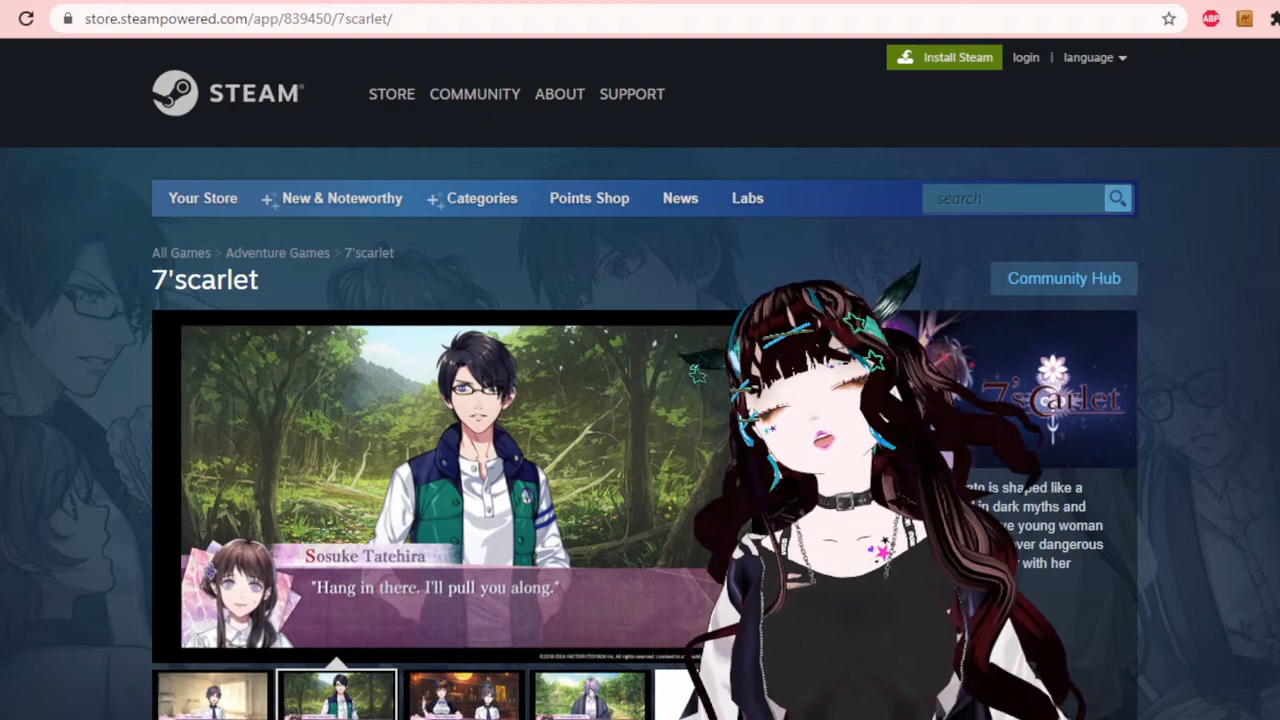 store.steampowered.com/app/839450/7scarlet/
ABP
Install Steam login | language
STEAM
STORE COMMUNITY ABOUT SUPPORT
Your Store New & Noteworthy Categories Points Shop News Labs search
All Games > Adventure Games > 7'scarlet
7'scarlet
Community Hub
7'scarlet
is shaped like a
in dark myths and
young woman
dangerous
with her
Sosuke Tatehira
"Hang in there. I'll pull you along."